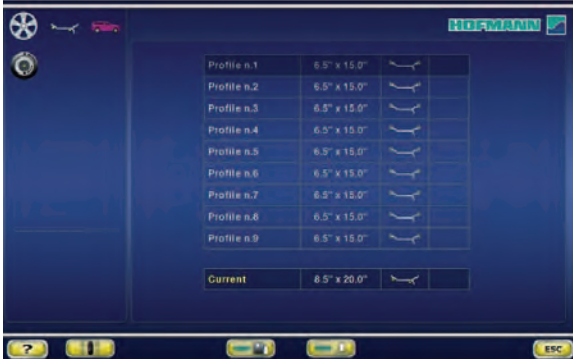 HOFMANN
Profile n.1 6.5" x 15.0"
Profile n.2 6.5" x 15.0"
Profile n.3 6.5" x 15.0"
Profile n.4 6.5" x 15.0"
Profile n.5 6.5" x 15.0"
Profile n.6 6.5" x 15.0"
Profile n.7 6.5" x 15.0"
Profile n.8 6.5" x 15.0"
Profile n.9 6.5" x 15.0"
Current 8.5" x 20.0"
? ESC